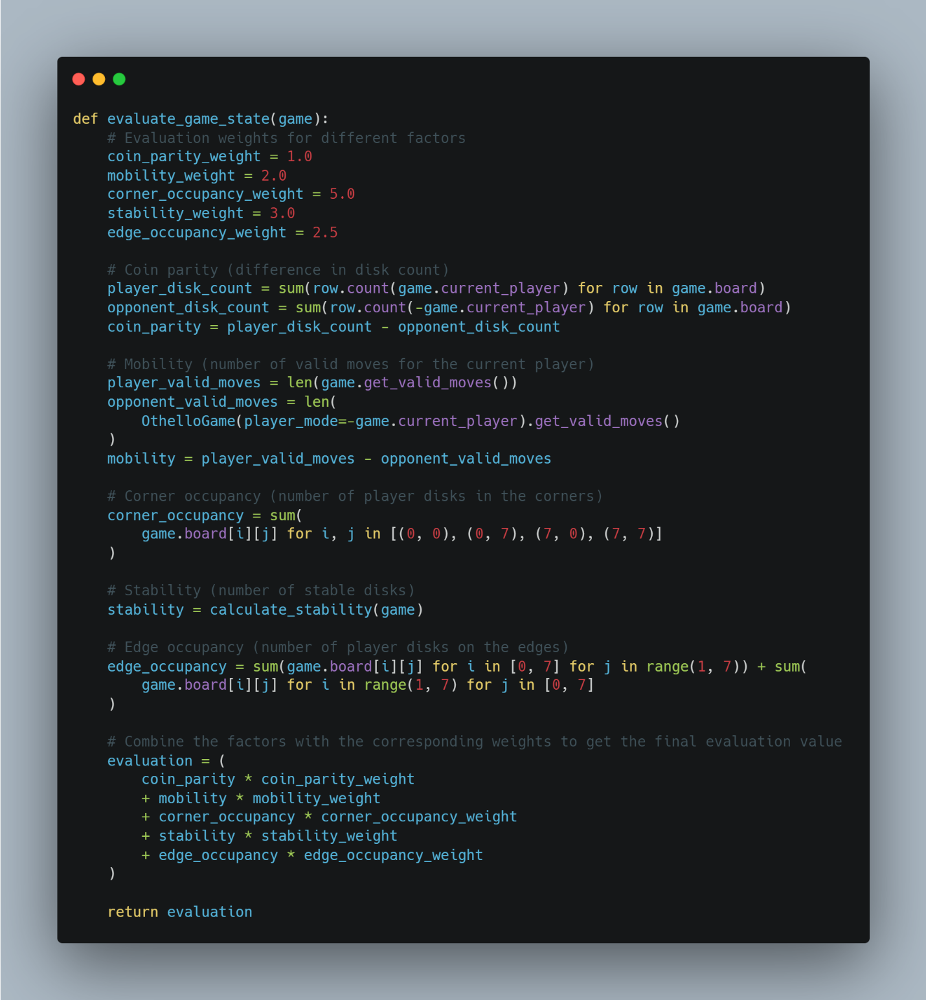 def evaluate_game_state(game):
    # Evaluation weights for different factors
    coin_parity_weight = 1.0
    mobility_weight = 2.0
    corner_occupancy_weight = 5.0
    stability_weight = 3.0
    edge_occupancy_weight = 2.5

    # Coin parity (difference in disk count)
    player_disk_count = sum(row.count(game.current_player) for row in game.board)
    opponent_disk_count = sum(row.count(-game.current_player) for row in game.board)
    coin_parity = player_disk_count - opponent_disk_count

    # Mobility (number of valid moves for the current player)
    player_valid_moves = len(game.get_valid_moves())
    opponent_valid_moves = len(
        OthelloGame(player_mode=-game.current_player).get_valid_moves()
    )
    mobility = player_valid_moves - opponent_valid_moves

    # Corner occupancy (number of player disks in the corners)
    corner_occupancy = sum(
        game.board[i][j] for i, j in [(0, 0), (0, 7), (7, 0), (7, 7)]
    )

    # Stability (number of stable disks)
    stability = calculate_stability(game)

    # Edge occupancy (number of player disks on the edges)
    edge_occupancy = sum(game.board[i][j] for i in [0, 7] for j in range(1, 7)) + sum(
        game.board[i][j] for i in range(1, 7) for j in [0, 7]
    )

    # Combine the factors with the corresponding weights to get the final evaluation value
    evaluation = (
        coin_parity * coin_parity_weight
        + mobility * mobility_weight
        + corner_occupancy * corner_occupancy_weight
        + stability * stability_weight
        + edge_occupancy * edge_occupancy_weight
    )

    return evaluation